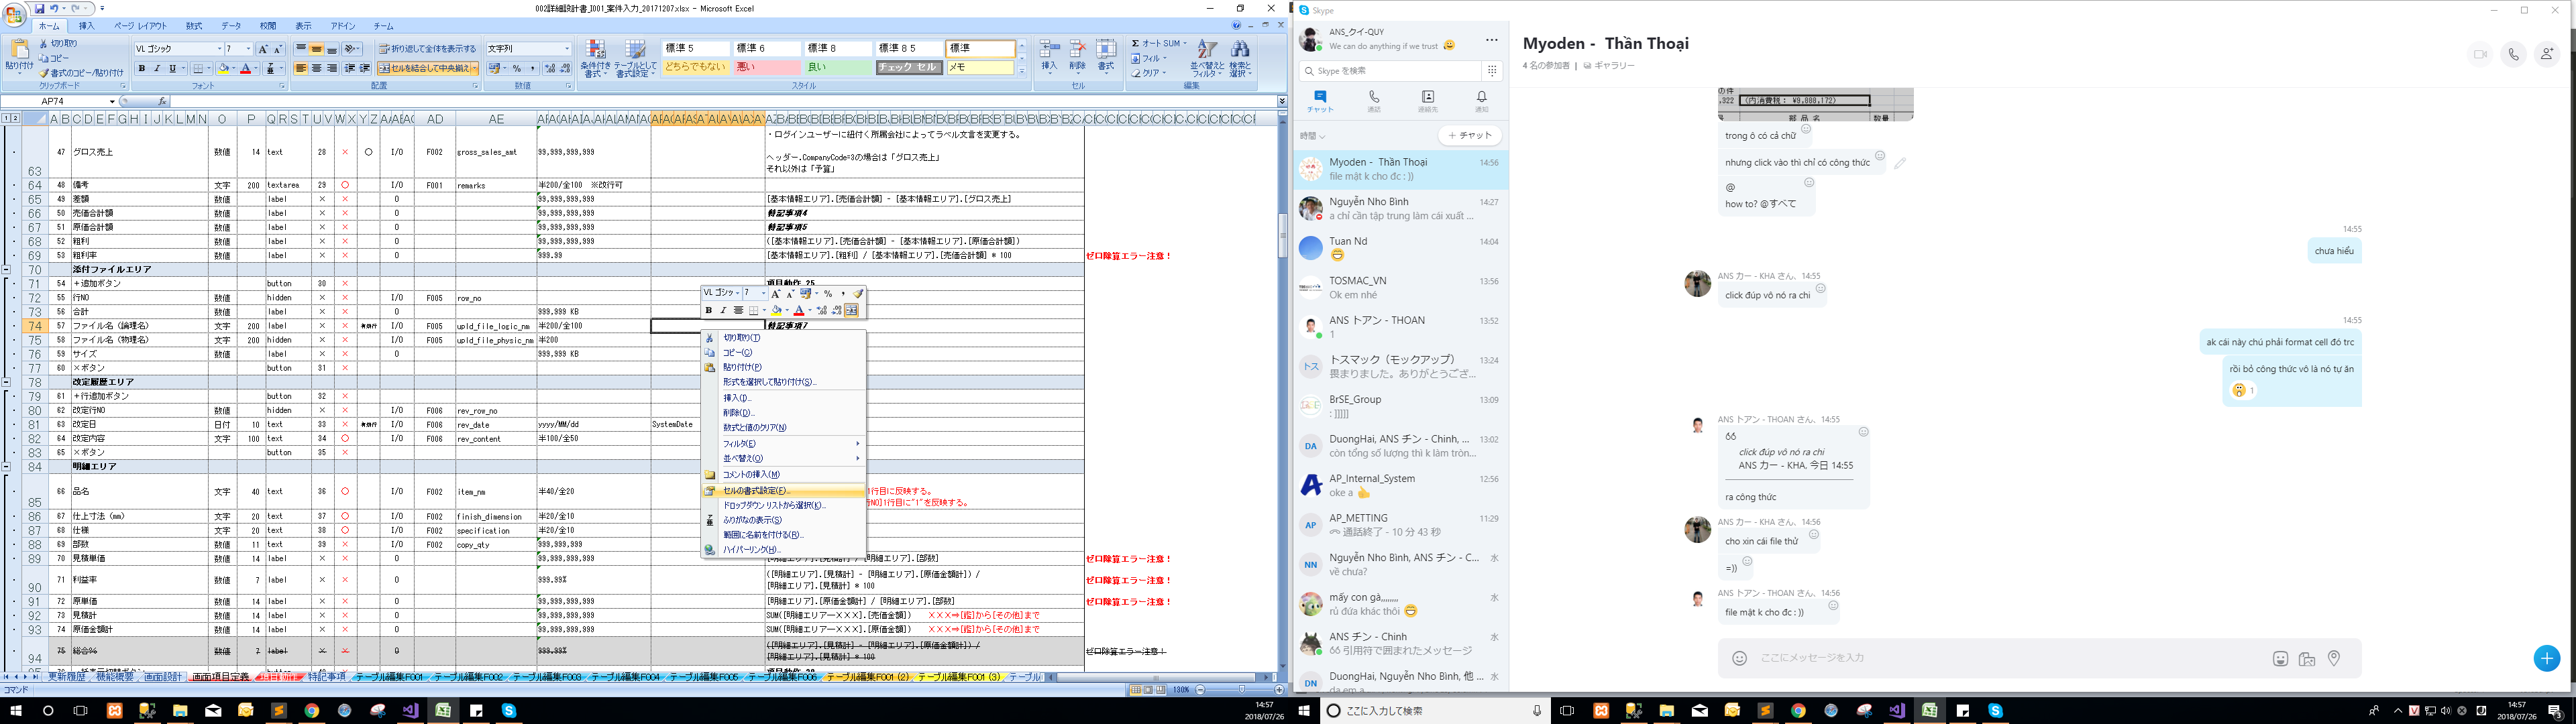 002詳細設計書_I001_案件入力_20171207.xlsx - Microsoft Excel
ホーム 挿入 ページ レイアウト 数式 データ 校閲 表示 アドイン チーム
貼り付け 切り取り
コピー
書式のコピー/貼り付け
クリップボード
VL ゴシック 7
フォント
折り返して全体を表示する
セルを結合して中央揃え
配置
文字列
数値
条件付き書式 テーブルとして書式設定
標準 5 標準 6 標準 8 標準 8 5 標準
どちらでもない 悪い 良い チェック セル メモ
スタイル
挿入 削除 書式
セル
Σ オート SUM
フィル
クリア
並べ替えとフィルタ 検索と選択
編集
AP74 fx
・ログインユーザーに紐付く所属会社によってラベル文言を変更する。
ヘッダー.CompanyCode=3の場合は「グロス売上」
それ以外は「予算」
63 47 グロス売上 数値 14 text 28 × ○ I/O F002 gross_sales_amt 99,999,999,999
64 48 備考 文字 200 textarea 29 ○ I/O F001 remarks 半200/全100 ※改行可
65 49 差額 数値 label × × O 99,999,999,999 [基本情報エリア].[売価合計額] - [基本情報エリア].[グロス売上]
66 50 売価合計額 数値 label × × O 99,999,999,999 特記事項4
67 51 原価合計額 数値 label × × O 99,999,999,999 特記事項5
68 52 粗利 数値 label × × O 99,999,999,999 ([基本情報エリア].[売価合計額] - [基本情報エリア].[原価合計額])
69 53 粗利率 数値 label × × O 999.99 [基本情報エリア].[粗利] / [基本情報エリア].[売価合計額] * 100 ゼロ除算エラー注意!
70 添付ファイルエリア
71 54 +追加ボタン button 30 × 項目動作 25
72 55 行NO 数値 hidden × × I/O F005 row_no
73 56 合計 数値 label × × O 999,999 KB
74 57 ファイル名（論理名） 文字 200 label × × I/O F005 upld_file_logic_nm 半200/全100 特記事項7
75 58 ファイル名（物理名） 文字 200 hidden × × I/O F005 upld_file_physic_nm 半200
76 59 サイズ 数値 label × × O 999,999 KB
77 60 ×ボタン button 31 ×
78 改定履歴エリア
79 61 +行追加ボタン button 32 ×
80 62 改定行NO 数値 hidden × × I/O F006 rev_row_no
81 63 改定日 日付 10 text 33 × I/O F006 rev_date yyyy/MM/dd SystemDate
82 64 改定内容 文字 100 text 34 ○ I/O F006 rev_content 半100/全50
83 65 ×ボタン button 35 ×
84 明細エリア
85 66 品名 文字 40 text 36 ○ I/O F002 item_nm 半40/全20 1行目に反映する。
行NO]1行目に"1"を反映する。
86 67 仕上寸法 (mm) 文字 20 text 37 ○ I/O F002 finish_dimension 半20/全10
87 68 仕様 文字 20 text 38 ○ I/O F002 specification 半20/全10
88 69 部数 数値 11 text 39 × I/O F002 copy_qty 999,999,999
89 70 見積単価 数値 14 label × × O 99,999,999,999 [明細エリア].[見積計] / [明細エリア].[部数] ゼロ除算エラー注意!
90 71 利益率 数値 7 label × × O 999.99% ([明細エリア].[見積計] - [明細エリア].[原価金額計]) /
[明細エリア].[見積計] * 100 ゼロ除算エラー注意!
91 72 原単価 数値 14 label × × O 99,999,999,999 [明細エリア].[原価金額計] / [明細エリア].[部数] ゼロ除算エラー注意!
92 73 見積計 数値 14 label × × O 99,999,999,999 SUM([明細エリアー×××].[売価金額]) ×××⇒[鑑]から[その他]まで
93 74 原価金額計 数値 14 label × × O 99,999,999,999 SUM([明細エリアー×××].[原価金額]) ×××⇒[鑑]から[その他]まで
94 75 総合% 数値 7 label × × O 999.99% ([明細エリア].[見積計] - [明細エリア].[原価金額計]) /
[明細エリア].[見積計] * 100 ゼロ除算エラー注意!
VL ゴシッ 7
切り取り(T)
コピー(C)
貼り付け(P)
形式を選択して貼り付け(S)...
挿入(I)...
削除(D)...
数式と値のクリア(N)
フィルタ(E)
並べ替え(O)
コメントの挿入(M)
セルの書式設定(F)...
ドロップダウン リストから選択(K)...
ふりがなの表示(S)
範囲に名前を付ける(R)...
ハイパーリンク(H)...
更新履歴 機能概要 画面設計 画面項目定義 項目動作 特記事項 テーブル編集F001 テーブル編集F002 テーブル編集F003 テーブル編集F004 テーブル編集F005 テーブル編集F006 テーブル編集F001 (2) テーブル編集F001 (3) テーブル
コマンド 130%
14:57
2018/07/26
Skype
ANS_クイ-QUY
We can do anything if we trust
Skype を検索
チャット 通話 連絡先 通知
時間 + チャット
Myoden - Thần Thoại 14:56
file mật k cho đc : ))
Nguyễn Nho Bình 14:27
a chỉ cần tập trung làm cái xuất ...
Tuan Nd 14:04
TOSMAC_VN 13:56
Ok em nhé
ANS トアン - THOAN 13:52
1
トスマック（モックアップ） 13:24
畏まりました。ありがとうござ...
BrSE_Group 13:09
: ]]]]]
DuongHai, ANS チン - Chinh, ... 13:02
còn tổng số lượng thì k làm tròn...
AP_Internal_System 12:56
oke a
AP_METTING 11:29
通話終了 - 10 分 43 秒
Nguyễn Nho Bình, ANS チン - C... 水
về chưa?
mấy con gà,,,,,,,, 水
rủ đứa khác thôi
ANS チン - Chinh 水
引用符で囲まれたメッセージ
DuongHai, Nguyễn Nho Bình, 他 ... 水
da em a
Myoden - Thần Thoại
4 名の参加者 | ギャラリー
の件
.322 (内消費税： ¥9,888,172)
部 品 名 数量
trong ô có cả chữ
nhưng click vào thì chỉ có công thức
@
how to? @すべて
14:55
chưa hiểu
ANS カー - KHA さん、14:55
click đúp vô nó ra chi
14:55
ak cái này chú phải format cell đó trc
rồi bỏ công thức vô là nó tự ăn
1
ANS トアン - THOAN さん、14:55
click đúp vô nó ra chi
ANS カー - KHA, 今日 14:55
ra công thức
ANS カー - KHA さん、14:56
cho xin cái file thử
=))
ANS トアン - THOAN さん、14:56
file mật k cho đc : ))
ここにメッセージを入力
ここに入力して検索
14:57
2018/07/26